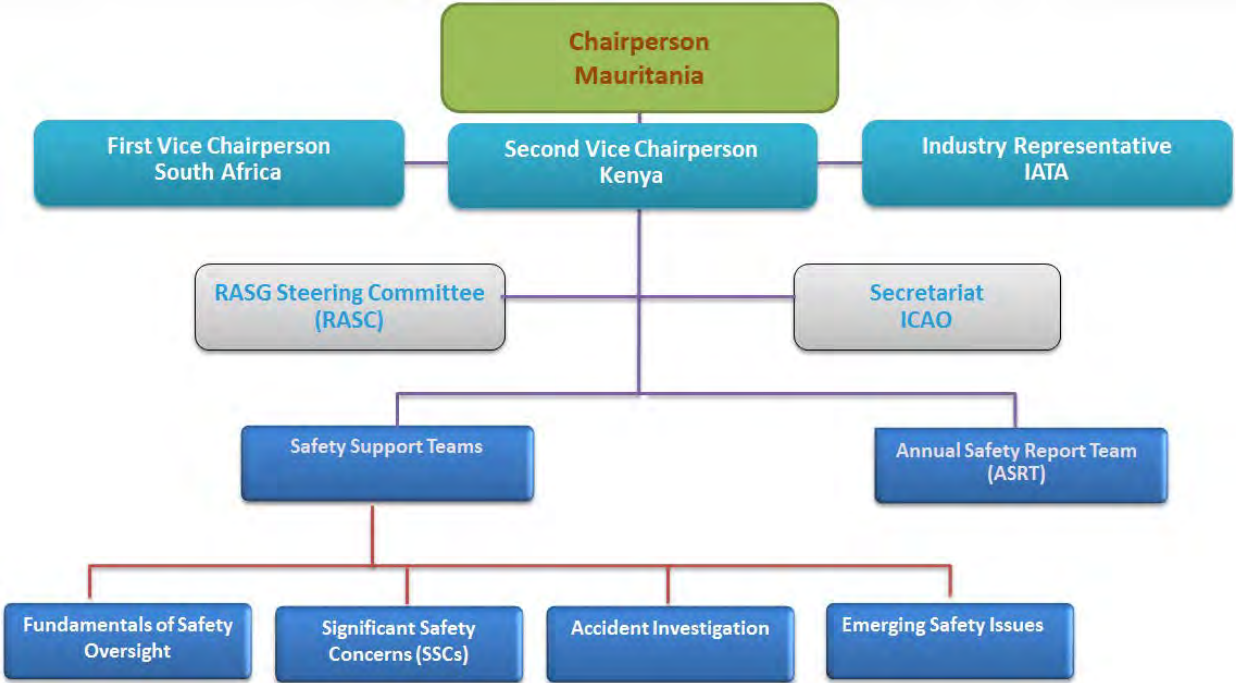 Chairperson
Mauritania
First Vice Chairperson
South Africa
Second Vice Chairperson
Kenya
Industry Representative
IATA
RASG Steering Committee
(RASC)
Secretariat
ICAO
Safety Support Teams
Annual Safety Report Team
(ASRT)
Fundamentals of Safety
Oversight
Significant Safety
Concerns (SSCs)
Accident Investigation
Emerging Safety Issues